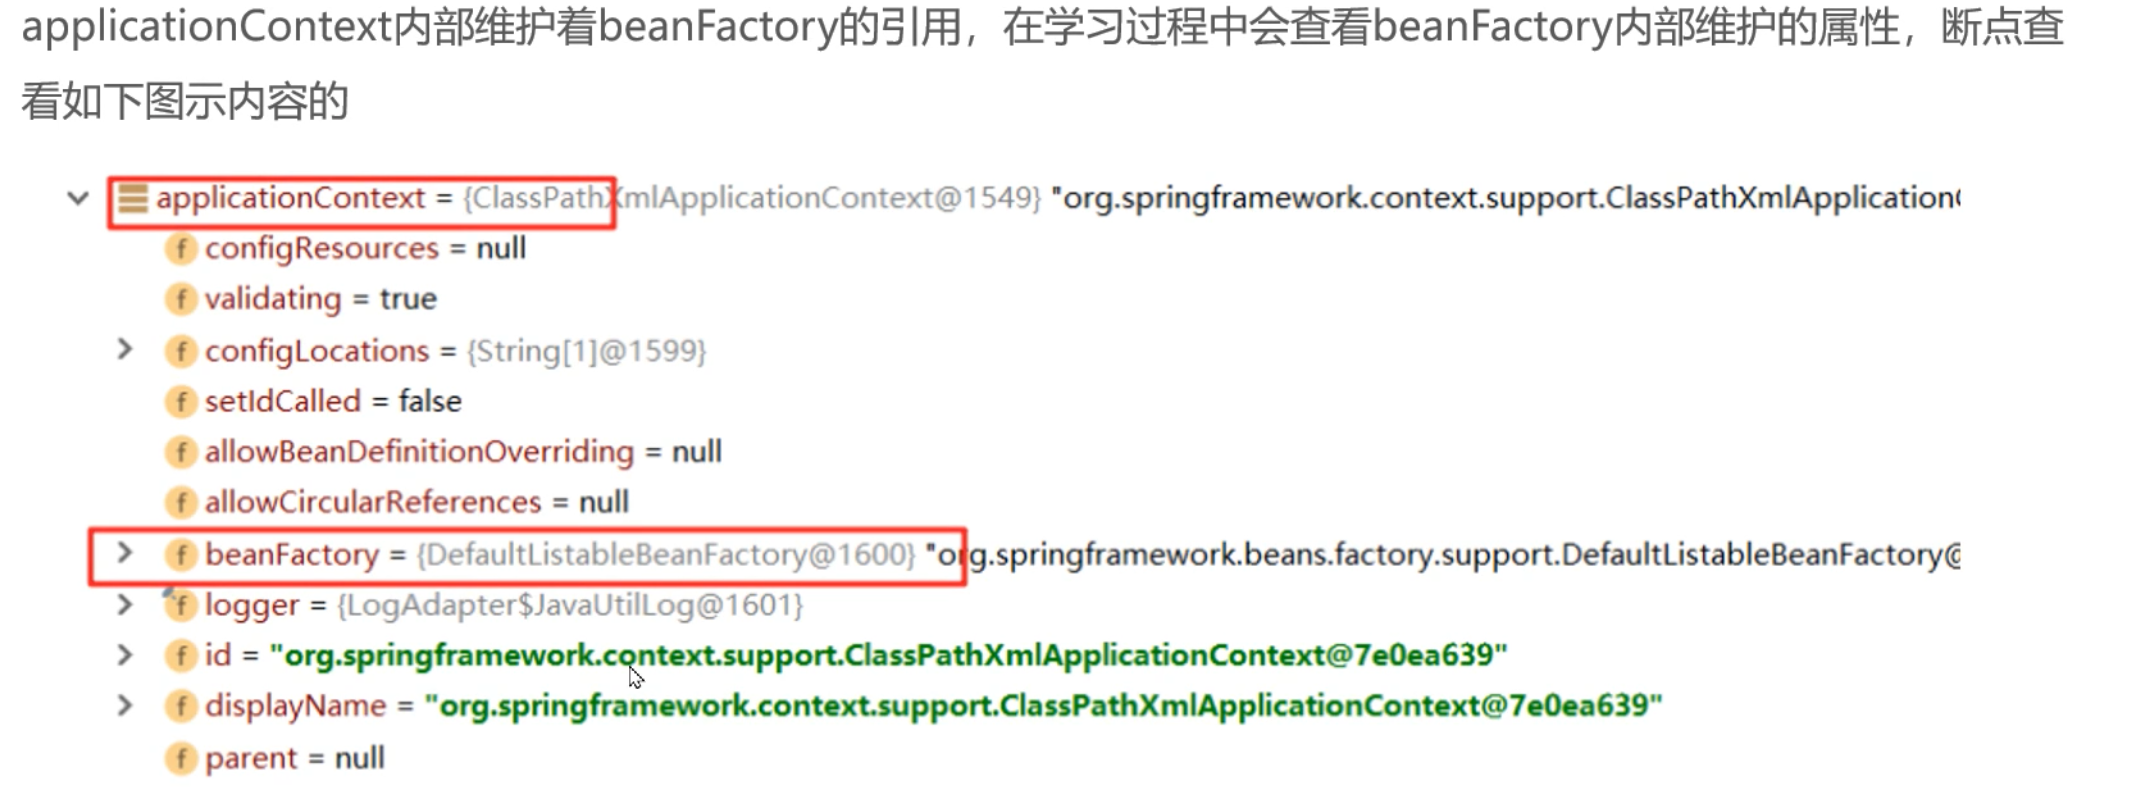 applicationContext内部维护着beanFactory的引用，在学习过程中会查看beanFactory内部维护的属性，断点查
看如下图示内容的
applicationContext = {ClassPathXmlApplicationContext@1549} "org.springframework.context.support.ClassPathXmlApplication
f configResources = null
f validating = true
f configLocations = {String[1]@1599}
f setIdCalled = false
f allowBeanDefinitionOverriding = null
f allowCircularReferences = null
f beanFactory = {DefaultListableBeanFactory@1600} "org.springframework.beans.factory.support.DefaultListableBeanFactory@
f logger = {LogAdapter$JavaUtilLog@1601}
f id = "org.springframework.context.support.ClassPathXmlApplicationContext@7e0ea639"
f displayName = "org.springframework.context.support.ClassPathXmlApplicationContext@7e0ea639"
f parent = null